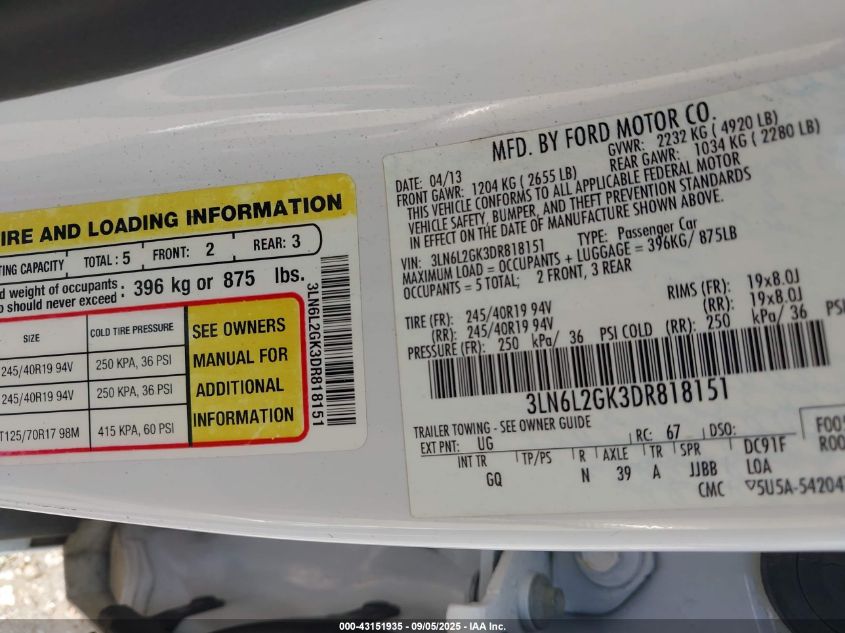 IRE AND LOADING INFORMATION
TING CAPACITY TOTAL : 5 FRONT: 2 REAR: 3
d weight of occupants
o should never exceed : 396 kg or 875 lbs.
SIZE COLD TIRE PRESSURE
245/40R19 94V 250 KPA, 36 PSI
245/40R19 94V 250 KPA, 36 PSI
T125/70R17 98M 415 KPA, 60 PSI
SEE OWNERS
MANUAL FOR
ADDITIONAL
INFORMATION
3LN6L2GK3DR818151
MFD. BY FORD MOTOR CO.
DATE: 04/13 GVWR: 2232 KG ( 4920 LB)
FRONT GAWR: 1204 KG ( 2655 LB) REAR GAWR: 1034 KG ( 2280 LB)
THIS VEHICLE CONFORMS TO ALL APPLICABLE FEDERAL MOTOR
VEHICLE SAFETY, BUMPER, AND THEFT PREVENTION STANDARDS
IN EFFECT ON THE DATE OF MANUFACTURE SHOWN ABOVE.
VIN: 3LN6L2GK3DR818151 TYPE: Passenger Car
MAXIMUM LOAD = OCCUPANTS + LUGGAGE = 396KG/ 875LB
OCCUPANTS = 5 TOTAL; 2 FRONT, 3 REAR
TIRE (FR): 245/40R19 94V RIMS (FR): 19x8.0J
(RR): 245/40R19 94V (RR): 19x8.0J
PRESSURE (FR): 250 kPa/ 36 PSI COLD (RR): 250 kPa/ 36 PSI
3LN6L2GK3DR818151
TRAILER TOWING - SEE OWNER GUIDE
EXT PNT: UG RC: 67 DSO: F00
INT TR TP/PS R AXLE TR SPR DC91F R00
GQ N 39 A JJBB LOA
CMC 5U5A-54204
000-43151935 - 09/05/2025 - IAA Inc.